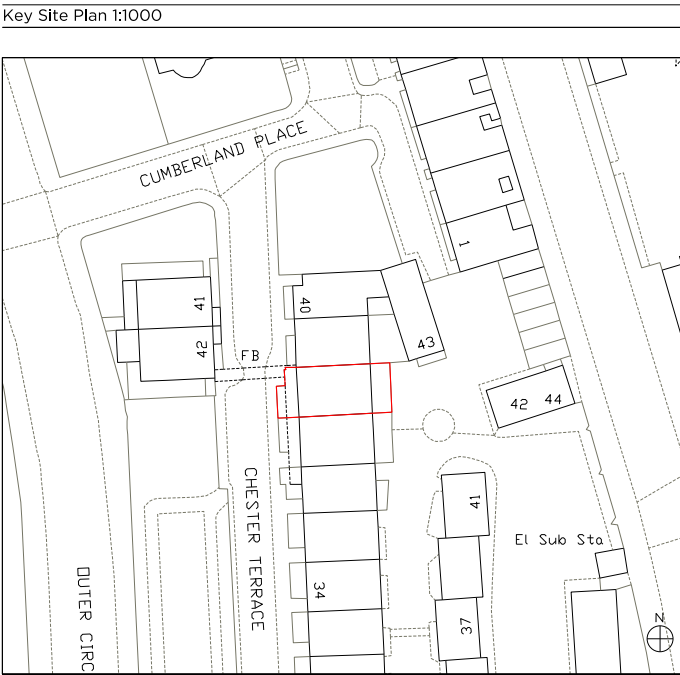 Key Site Plan 1:1000
CUMBERLAND PLACE
1
41
40
42
FB
43
42 44
CHESTER TERRACE
41
El Sub Sta
OUTER CIRC
34
37
N